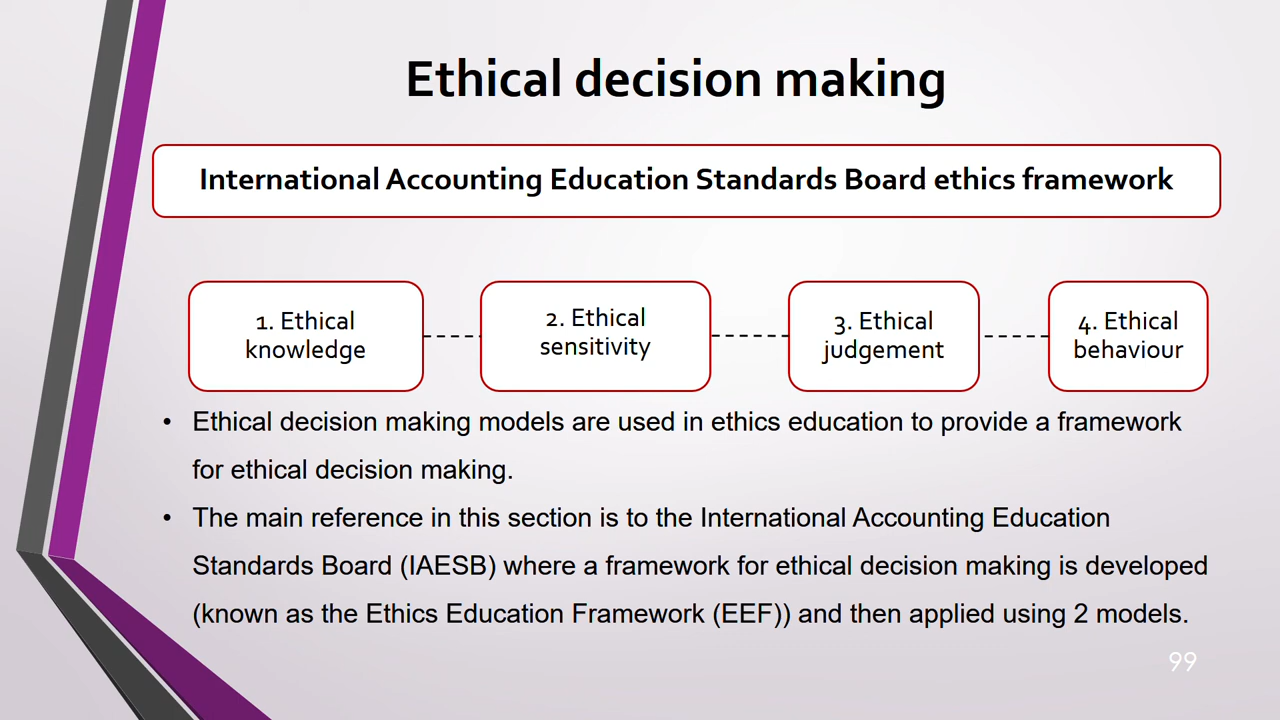 Ethical decision making
International Accounting Education Standards Board ethics framework
1. Ethical
knowledge
2. Ethical
sensitivity
3. Ethical
judgement
4. Ethical
behaviour
• Ethical decision making models are used in ethics education to provide a framework
for ethical decision making.
• The main reference in this section is to the International Accounting Education
Standards Board (IAESB) where a framework for ethical decision making is developed
(known as the Ethics Education Framework (EEF)) and then applied using 2 models.
99